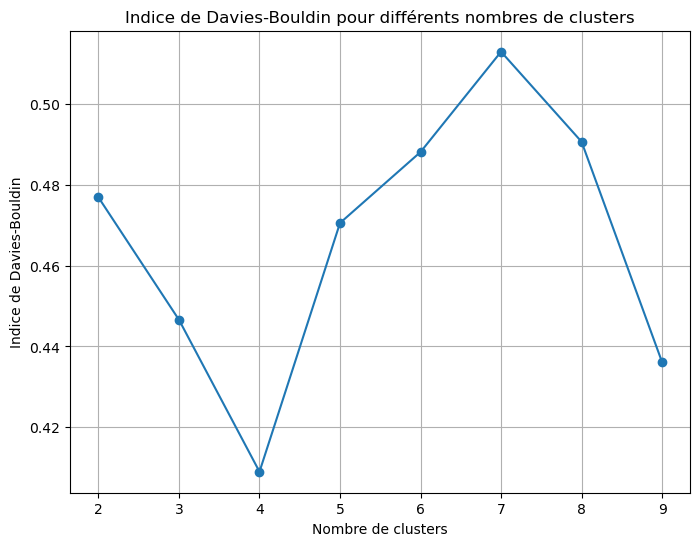 Indice de Davies-Bouldin pour différents nombres de clusters
Indice de Davies-Bouldin
0.50
0.48
0.46
0.44
0.42
2 3 4 5 6 7 8 9
Nombre de clusters